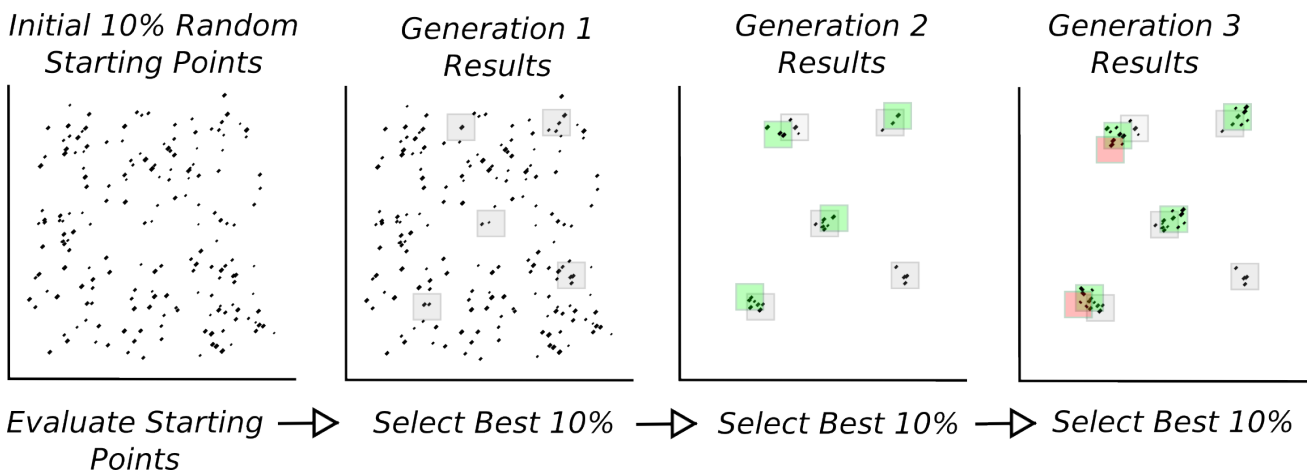 Initial 10% Random
Starting Points
Generation 1
Results
Generation 2
Results
Generation 3
Results
Evaluate Starting
Points
Select Best 10%
Select Best 10%
Select Best 10%